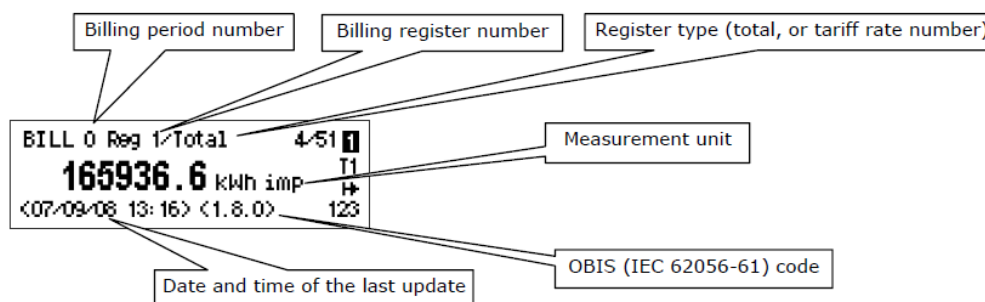 Billing period number
Billing register number
Register type (total, or tariff rate number)
BILL 0 Reg 1/Total 4/51 1
165936.6 kWh imp T1
<07/09/08 13:16> <1.8.0> 123
Measurement unit
OBIS (IEC 62056-61) code
Date and time of the last update